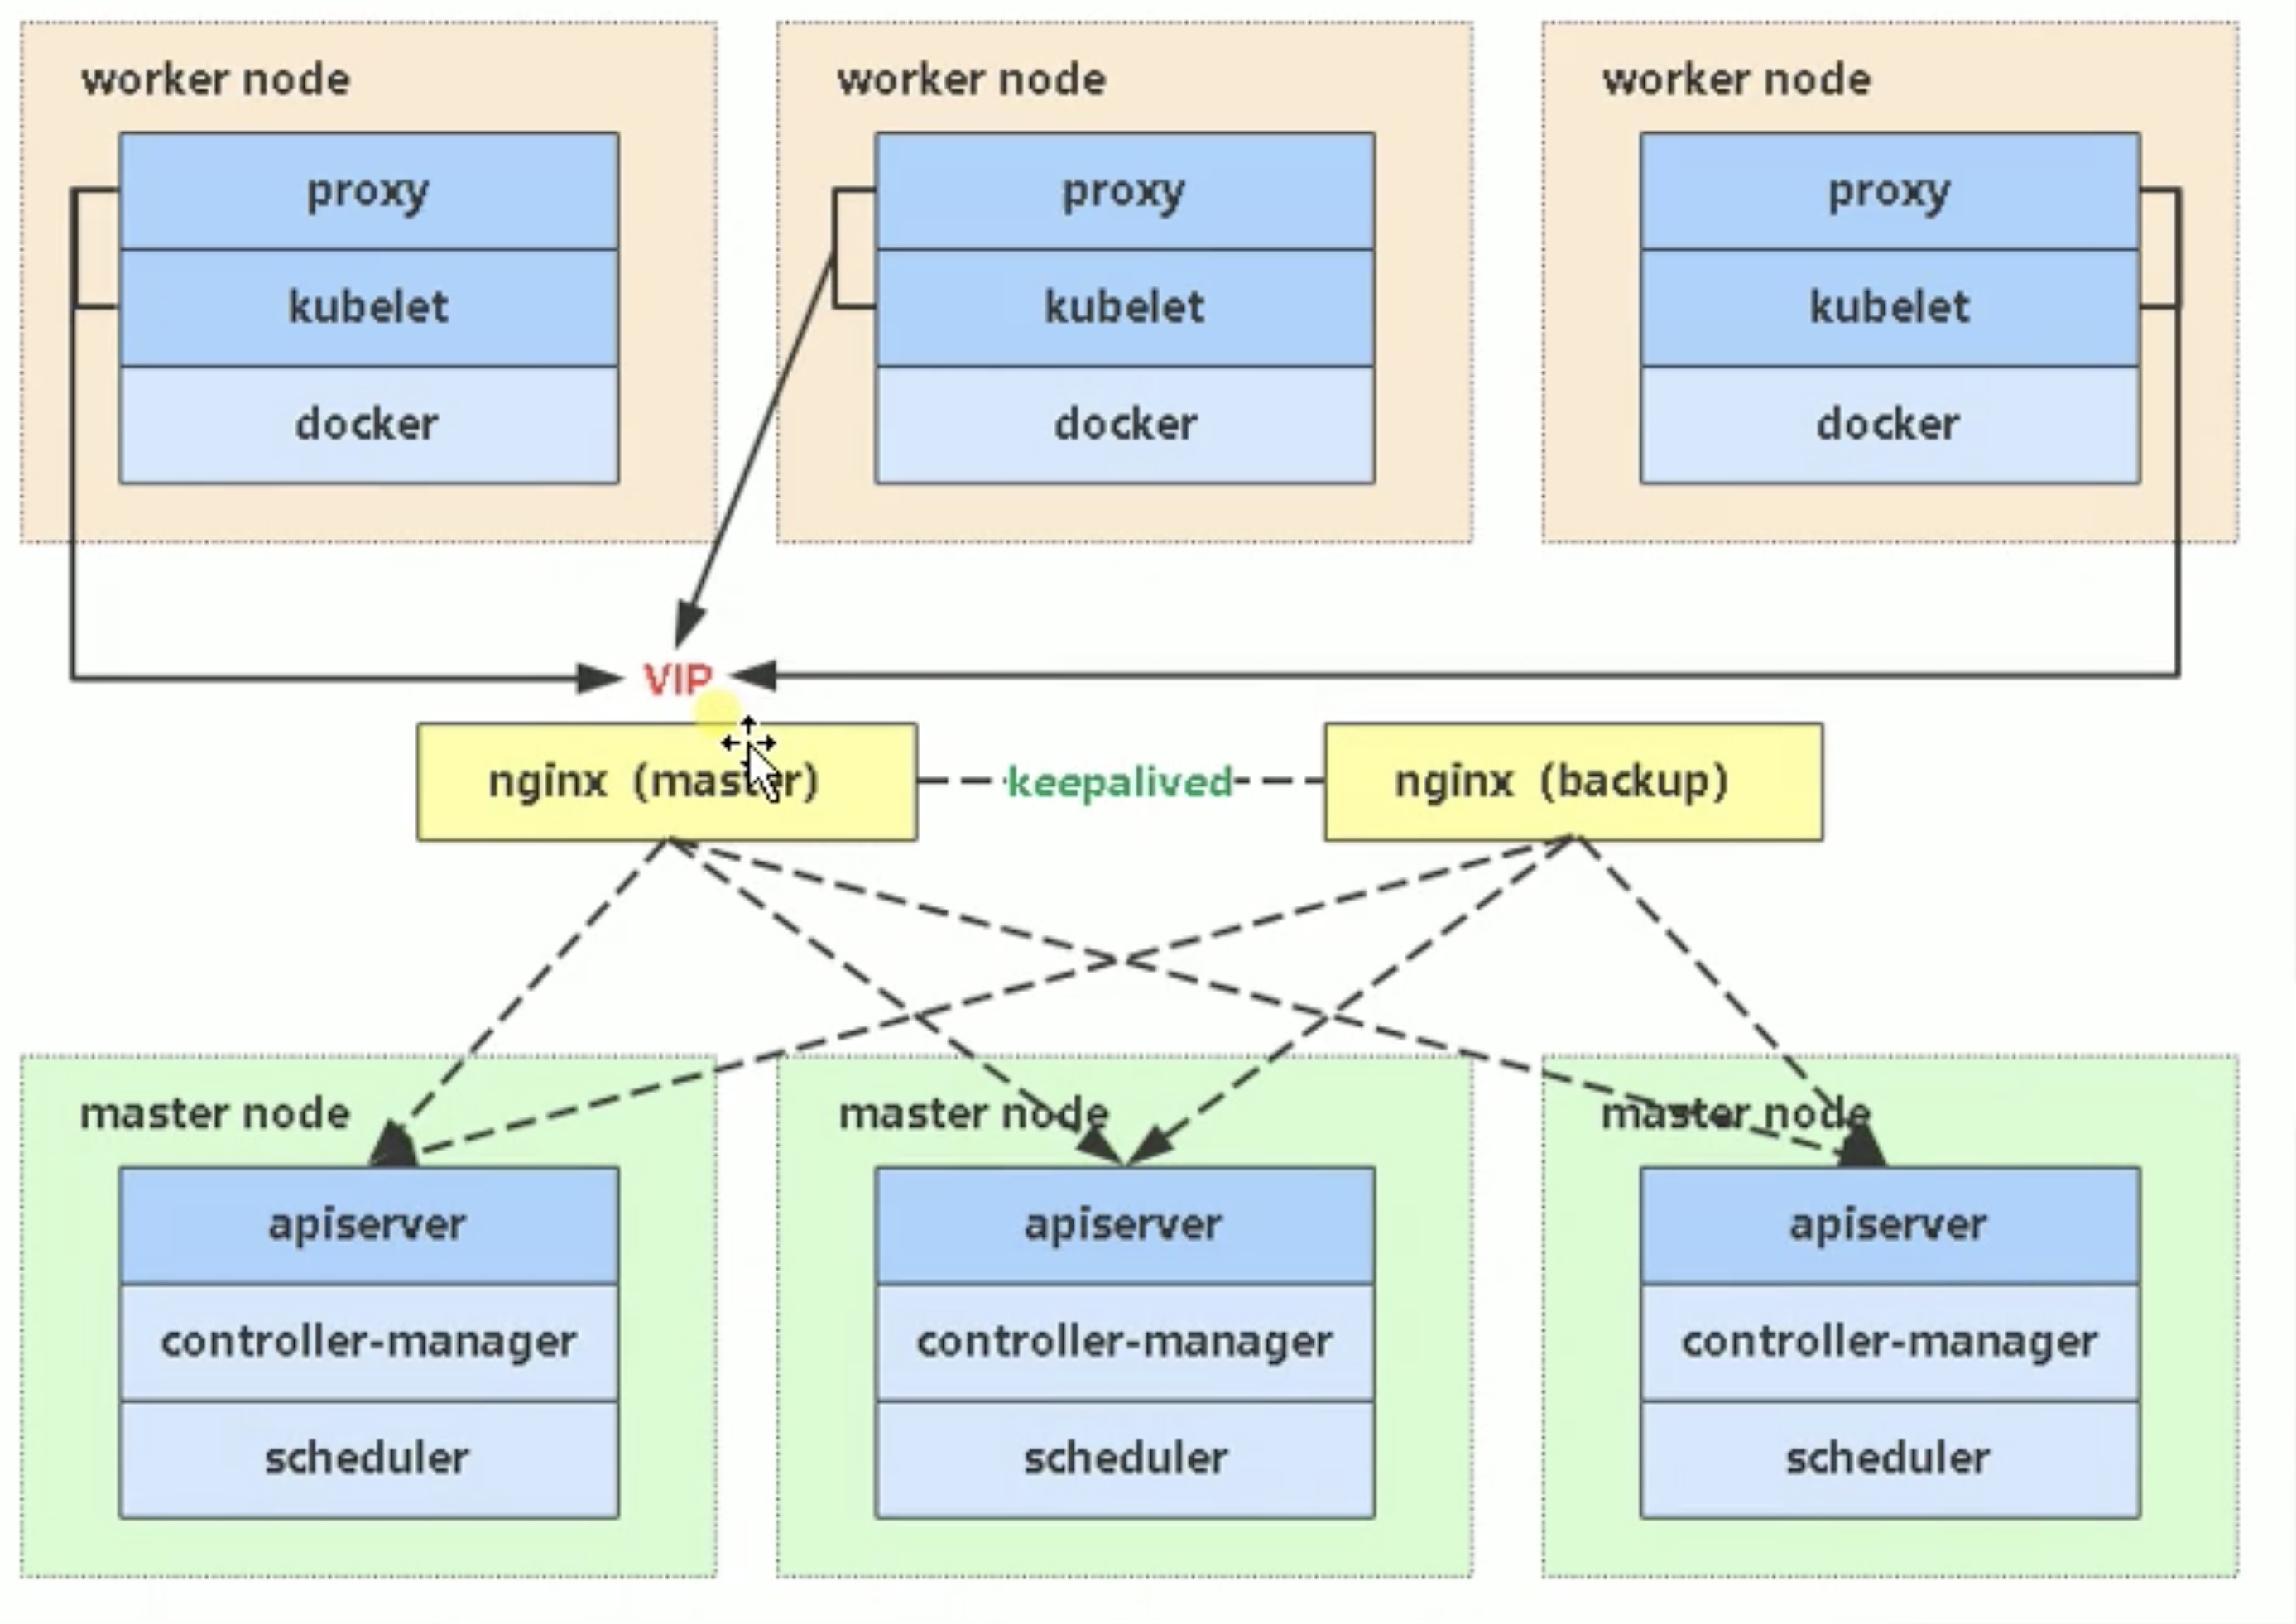 worker node
proxy
kubelet
docker
worker node
proxy
kubelet
docker
worker node
proxy
kubelet
docker
VIP
nginx (master)
keepalived
nginx (backup)
master node
apiserver
controller-manager
scheduler
master node
apiserver
controller-manager
scheduler
master node
apiserver
controller-manager
scheduler